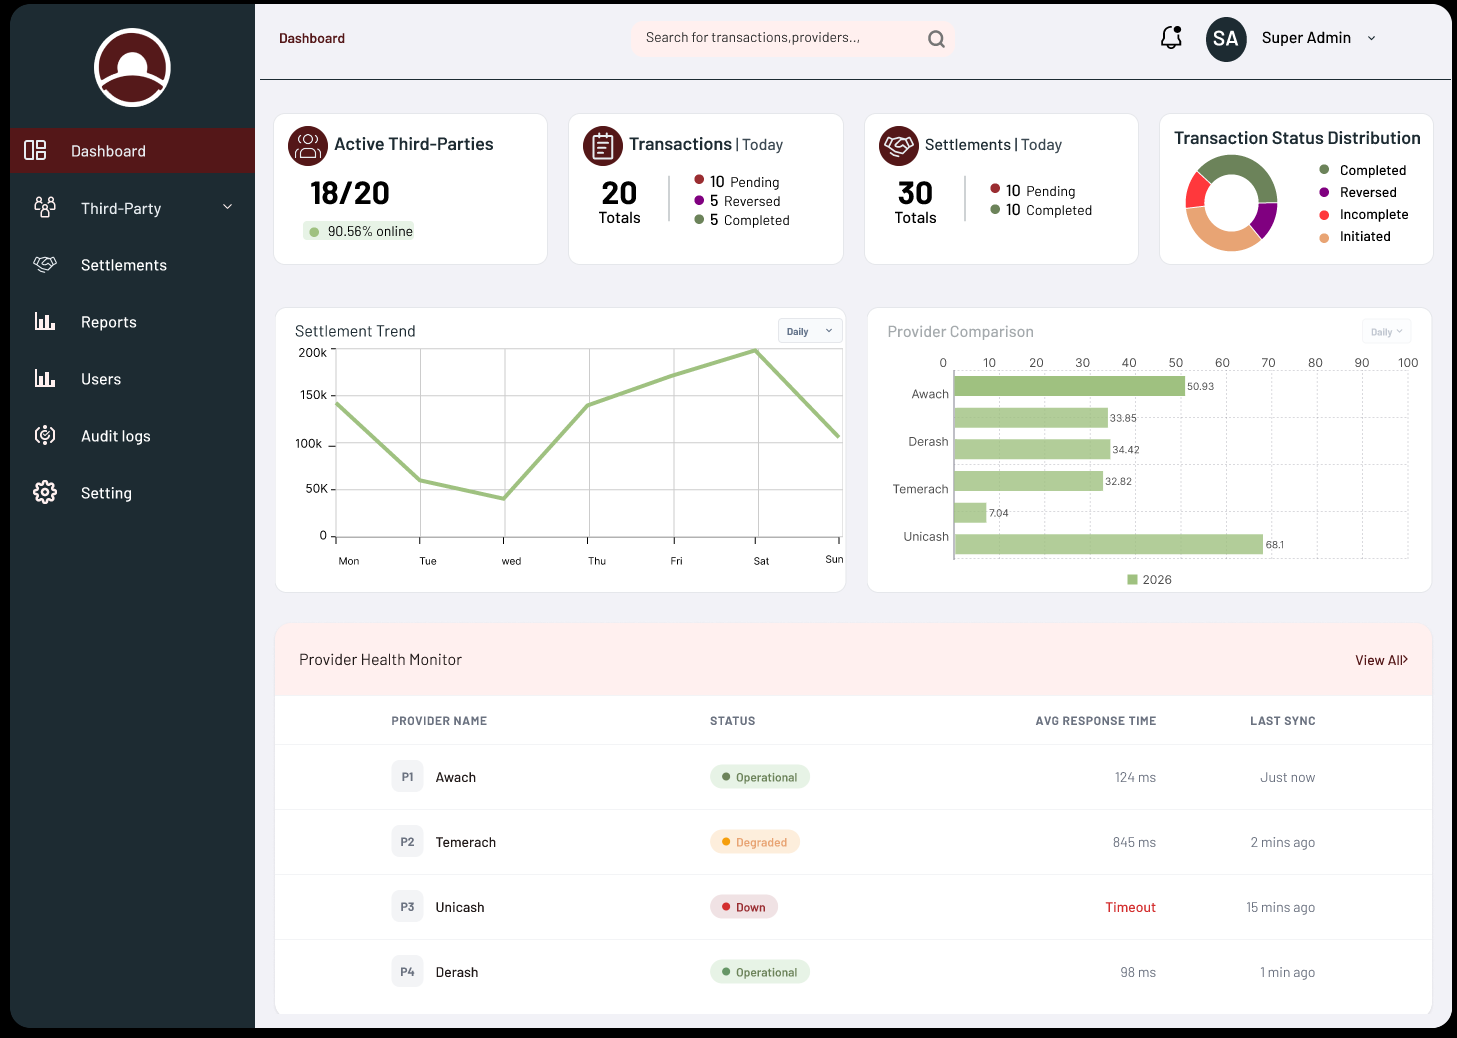 Dashboard
Search for transactions,providers..,
SA
Super Admin
Dashboard
Third-Party
Settlements
Reports
Users
Audit logs
Setting
Active Third-Parties
18/20
90.56% online
Transactions | Today
20
Totals
10 Pending
5 Reversed
5 Completed
Settlements | Today
30
Totals
10 Pending
10 Completed
Transaction Status Distribution
Completed
Reversed
Incomplete
Initiated
Settlement Trend
Daily
200k
150k
100k
50K
0
Mon Tue wed Thu Fri Sat Sun
Provider Comparison
Daily
0 10 20 30 40 50 60 70 80 90 100
Awach
50.93
33.85
Derash
34.42
Temerach
32.82
7.04
Unicash
68.1
2026
Provider Health Monitor
View All
PROVIDER NAME STATUS AVG RESPONSE TIME LAST SYNC
P1 Awach Operational 124 ms Just now
P2 Temerach Degraded 845 ms 2 mins ago
P3 Unicash Down Timeout 15 mins ago
P4 Derash Operational 98 ms 1 min ago